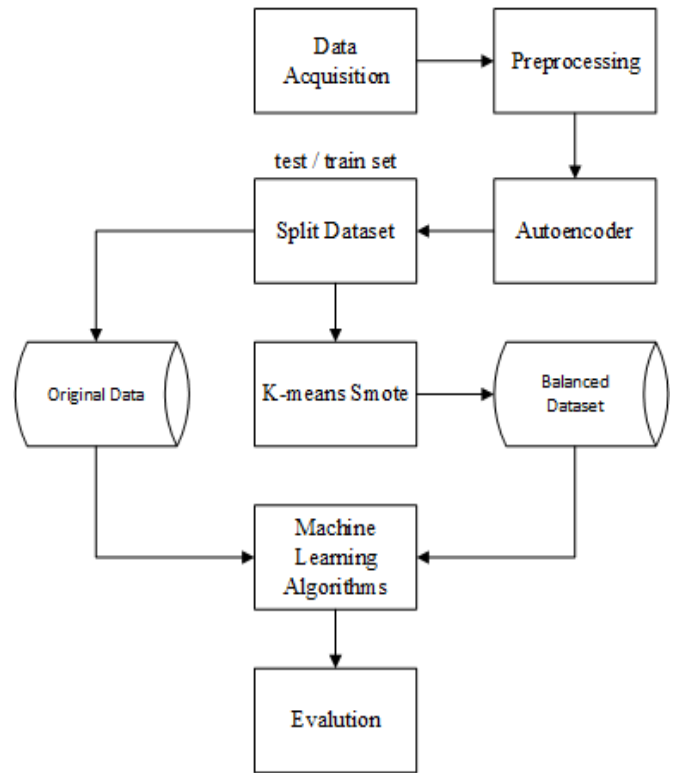 Data
Acquisition
Preprocessing
test / train set
Split Dataset
Autoencoder
Original Data
K-means Smote
Balanced
Dataset
Machine
Learning
Algorithms
Evalution